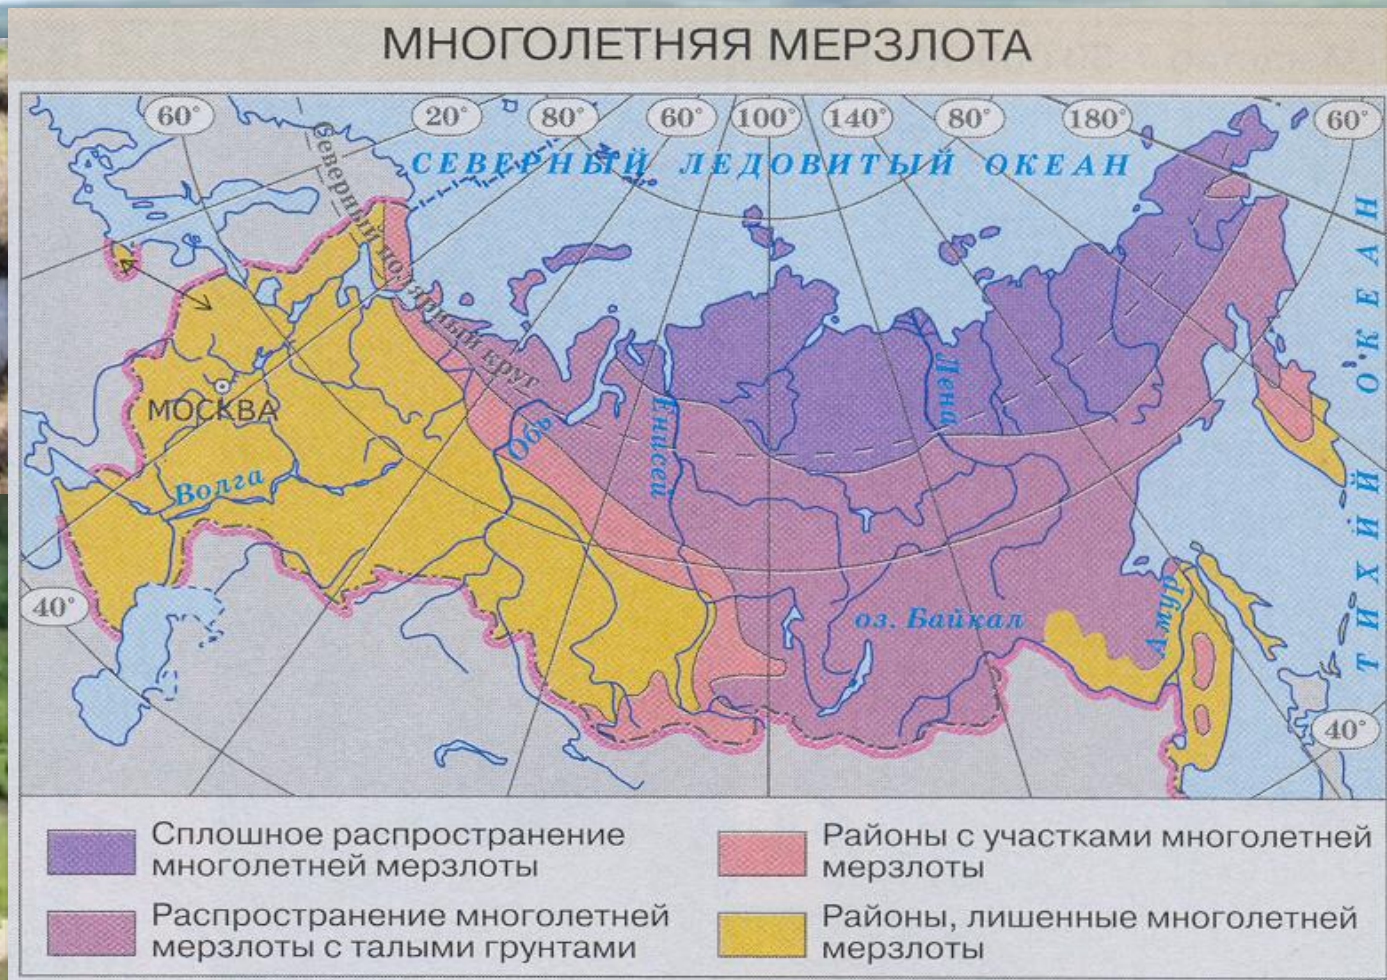 МНОГОЛЕТНЯЯ МЕРЗЛОТА
60° 20° 80° 60° 100° 140° 80° 180° 60°
СЕВЕРНЫЙ ЛЕДОВИТЫЙ ОКЕАН
Северный полярный круг
ТИХИЙ ОКЕАН
МОСКВА
Волга
Обь
Енисей
Лена
оз. Байкал
Амур
40°
40°
Сплошное распространение
многолетней мерзлоты
Распространение многолетней
мерзлоты с талыми грунтами
Районы с участками многолетней
мерзлоты
Районы, лишенные многолетней
мерзлоты